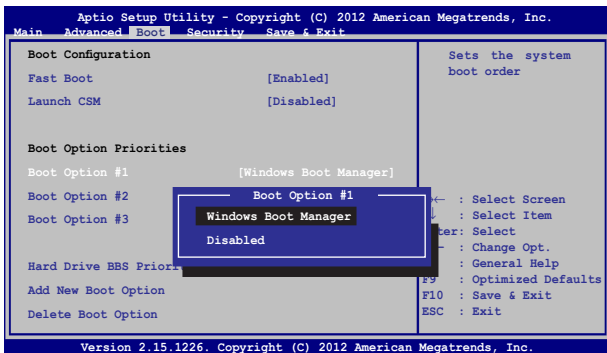 Aptio Setup Utility - Copyright (C) 2012 American Megatrends, Inc.
Main Advanced Boot Security Save & Exit
Boot Configuration
Fast Boot [Enabled]
Launch CSM [Disabled]
Boot Option Priorities
Boot Option #1 [Windows Boot Manager]
Boot Option #2
Boot Option #3
Hard Drive BBS Priori
Add New Boot Option
Delete Boot Option
Boot Option #1
Windows Boot Manager
Disabled
Sets the system
boot order
← : Select Screen
: Select Item
ter: Select
: Change Opt.
: General Help
F9 : Optimized Defaults
F10 : Save & Exit
ESC : Exit
Version 2.15.1226. Copyright (C) 2012 American Megatrends, Inc.